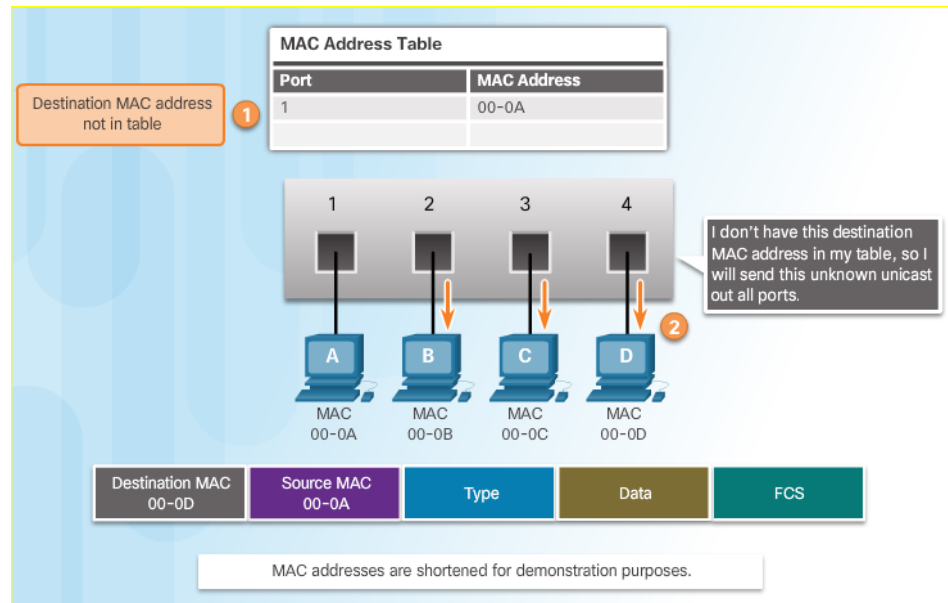 MAC Address Table
Port MAC Address
1 00-0A
Destination MAC address
not in table
1
1 2 3 4
I don't have this destination
MAC address in my table, so I
will send this unknown unicast
out all ports.
2
A B C D
MAC MAC MAC MAC
00-0A 00-0B 00-0C 00-0D
Destination MAC Source MAC Type Data FCS
00-0D 00-0A
MAC addresses are shortened for demonstration purposes.